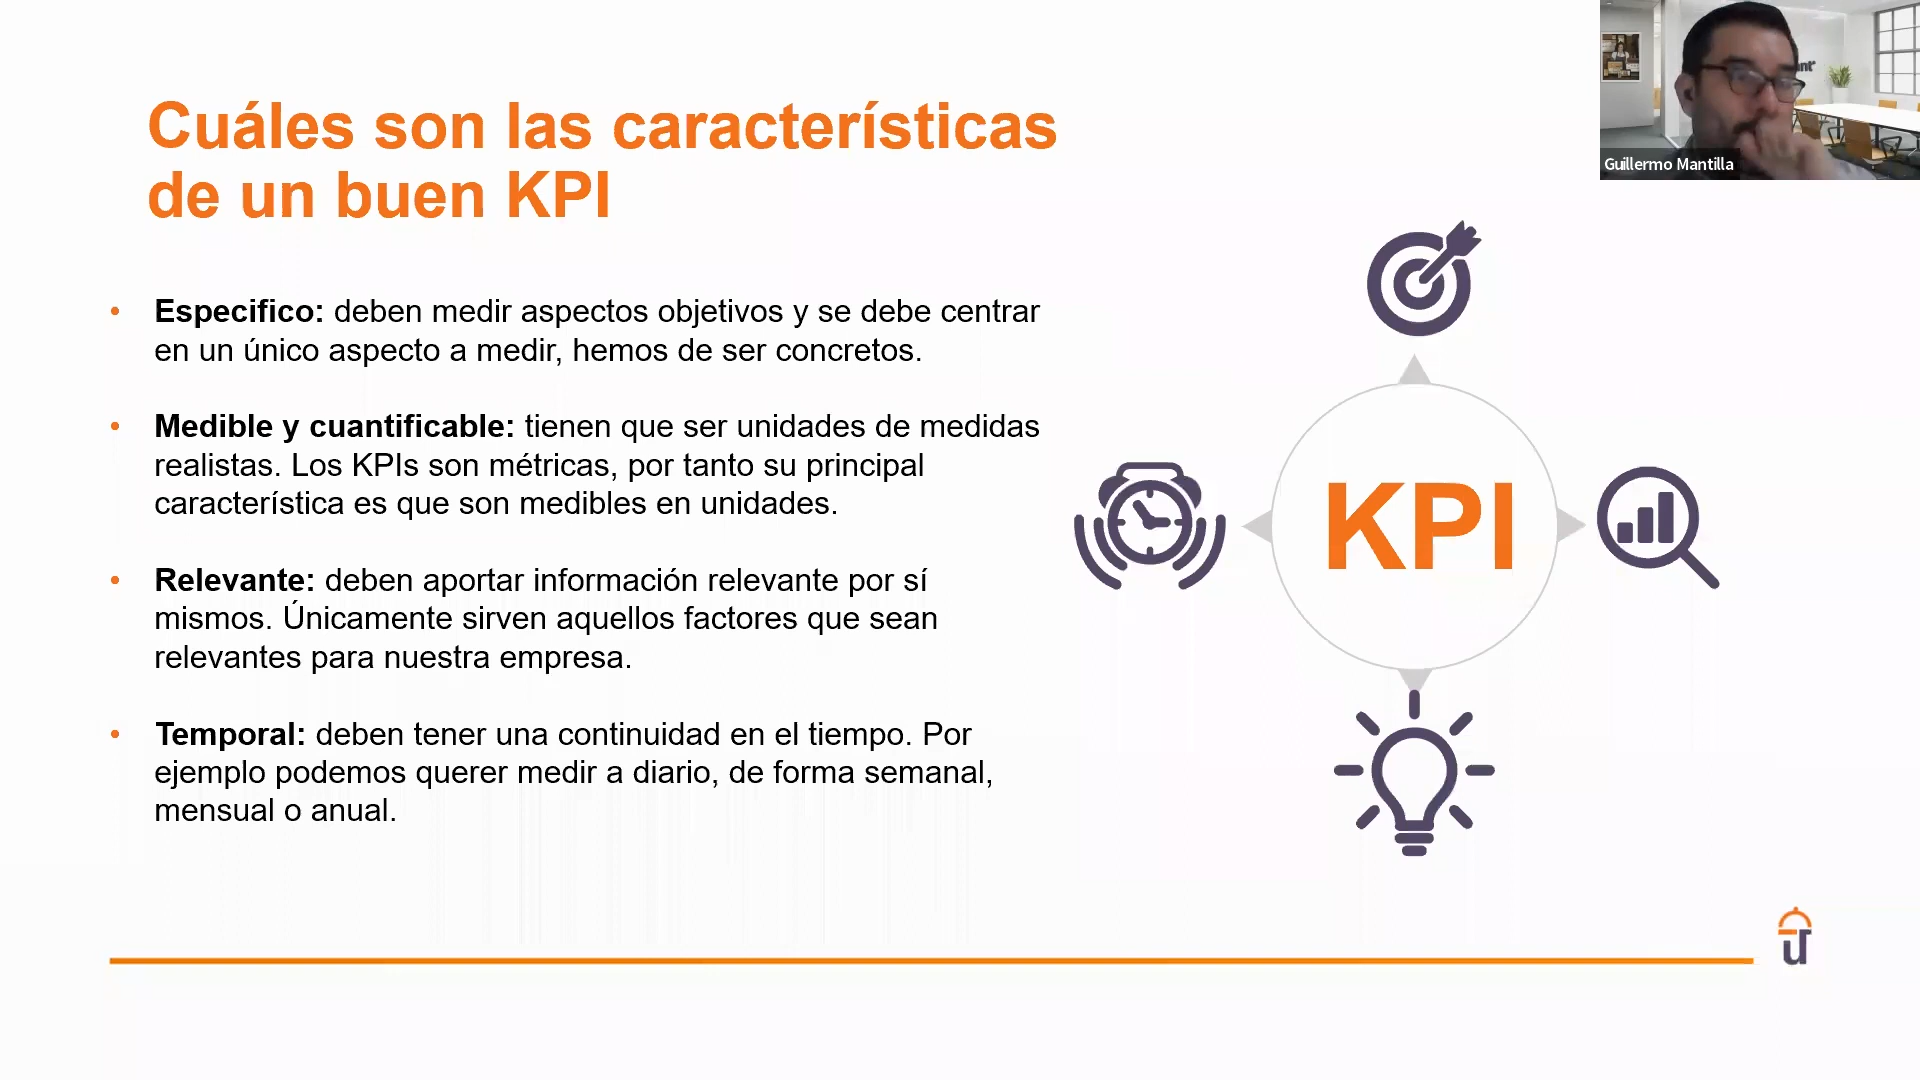 Cuáles son las características
de un buen KPI
Guillermo Mantilla
• Especifico: deben medir aspectos objetivos y se debe centrar
en un único aspecto a medir, hemos de ser concretos.
• Medible y cuantificable: tienen que ser unidades de medidas
realistas. Los KPIs son métricas, por tanto su principal
característica es que son medibles en unidades.
• Relevante: deben aportar información relevante por sí
mismos. Únicamente sirven aquellos factores que sean
relevantes para nuestra empresa.
• Temporal: deben tener una continuidad en el tiempo. Por
ejemplo podemos querer medir a diario, de forma semanal,
mensual o anual.
KPI